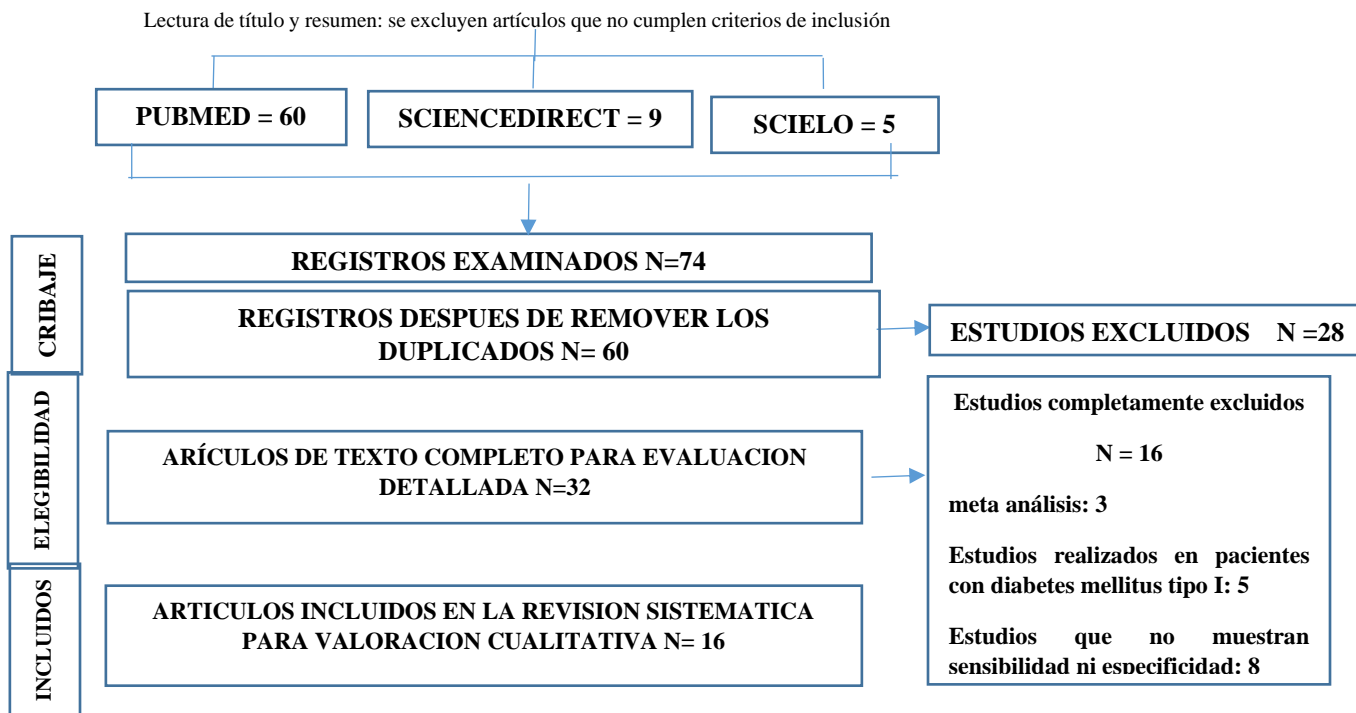 Lectura de título y resumen: se excluyen artículos que no cumplen criterios de inclusión
PUBMED = 60
SCIENCEDIRECT = 9
SCIELO = 5
CRIBAJE
REGISTROS EXAMINADOS N=74
REGISTROS DESPUES DE REMOVER LOS
DUPLICADOS N= 60
ESTUDIOS EXCLUIDOS N =28
ELEGIBILIDAD
ARÍCULOS DE TEXTO COMPLETO PARA EVALUACION
DETALLADA N=32
Estudios completamente excluidos
N = 16
meta análisis: 3
Estudios realizados en pacientes
con diabetes mellitus tipo I: 5
Estudios que no muestran
sensibilidad ni especificidad: 8
INCLUIDOS
ARTICULOS INCLUIDOS EN LA REVISION SISTEMATICA
PARA VALORACION CUALITATIVA N= 16